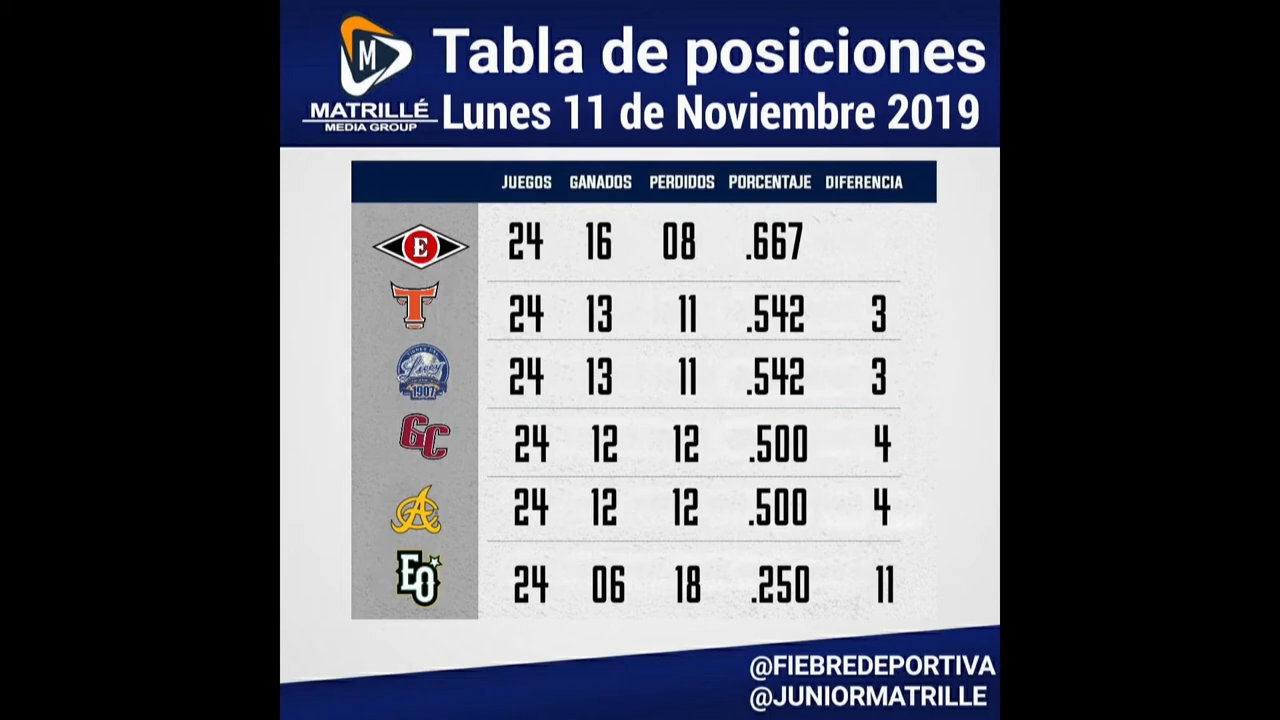 Tabla de posiciones
M
MATRILLÉ
MEDIA GROUP
Lunes 11 de Noviembre 2019
JUEGOS GANADOS PERDIDOS PORCENTAJE DIFERENCIA
E 24 16 08 .667
T 24 13 11 .542 3
Licey 1907 24 13 11 .542 3
GC 24 12 12 .500 4
A 24 12 12 .500 4
EO 24 06 18 .250 11
@FIEBREDEPORTIVA
@JUNIORMATRILLE